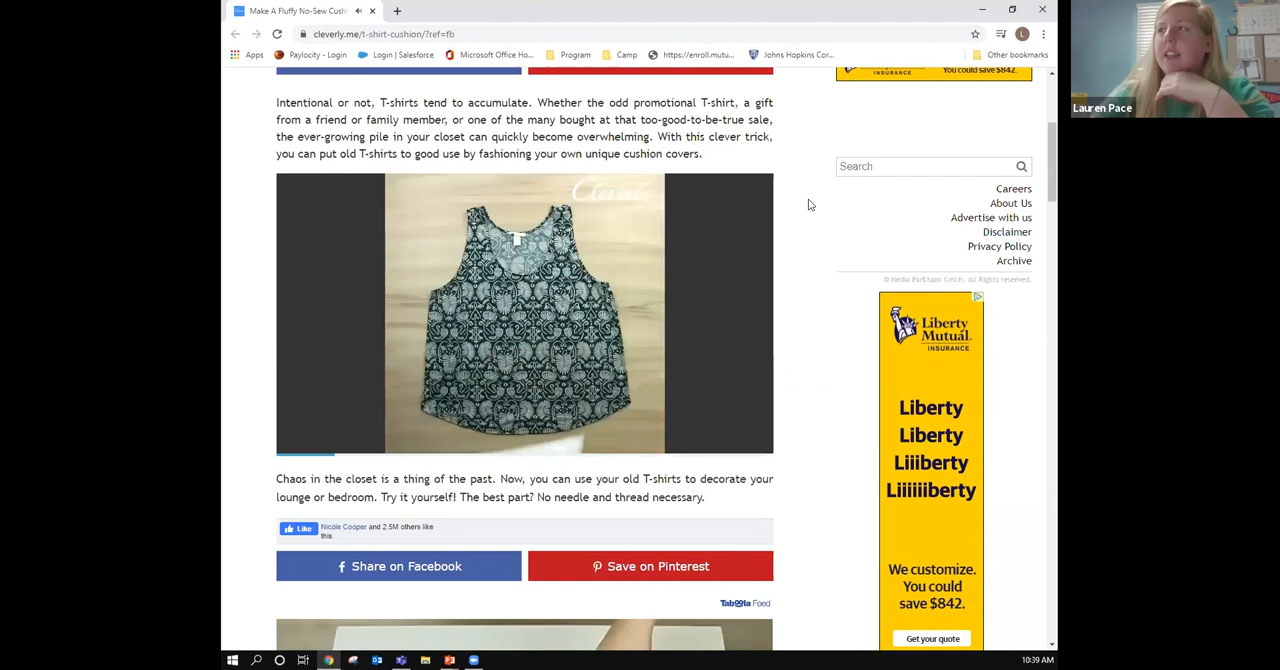 Make A Fluffy No-Sew Cush
cleverly.me/t-shirt-cushion/?ref=fb
Apps
Paylocity - Login
Login | Salesforce
Microsoft Office Ho...
Program
Camp
https://enroll.mutu...
Johns Hopkins Cor...
Other bookmarks
Lauren Pace
INSURANCE
You could save $842.
Intentional or not, T-shirts tend to accumulate. Whether the odd promotional T-shirt, a gift
from a friend or family member, or one of the many bought at that too-good-to-be-true sale,
the ever-growing pile in your closet can quickly become overwhelming. With this clever trick,
you can put old T-shirts to good use by fashioning your own unique cushion covers.
Search
Careers
About Us
Advertise with us
Disclaimer
Privacy Policy
Archive
© Media Partisans GmbH. All Rights reserved.
Cleverly
Liberty
Mutual
INSURANCE
Liberty
Liberty
Liiiberty
Liiiiiiberty
We customize.
You could
save $842.
Get your quote
Chaos in the closet is a thing of the past. Now, you can use your old T-shirts to decorate your
lounge or bedroom. Try it yourself! The best part? No needle and thread necessary.
Like
Nicole Cooper and 2.5M others like
this.
Share on Facebook
Save on Pinterest
Taboola Feed
10:39 AM